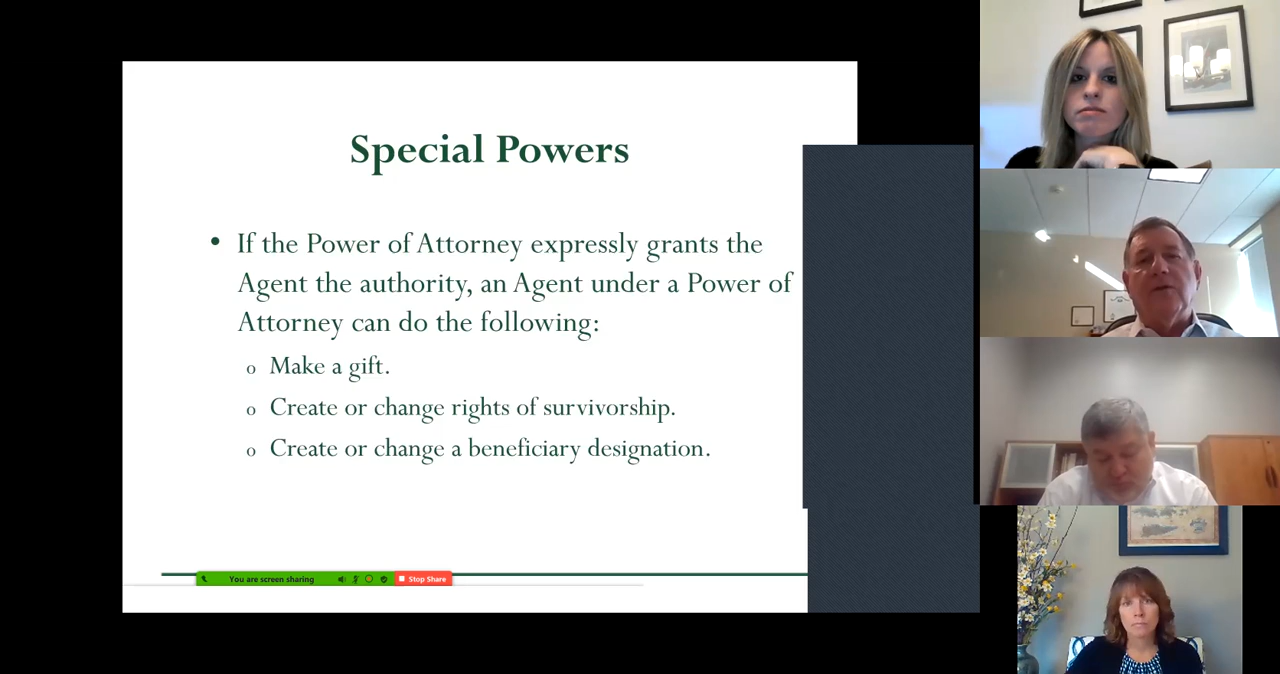 Special Powers
• If the Power of Attorney expressly grants the
Agent the authority, an Agent under a Power of
Attorney can do the following:
o Make a gift.
o Create or change rights of survivorship.
o Create or change a beneficiary designation.
You are screen sharing
Stop Share